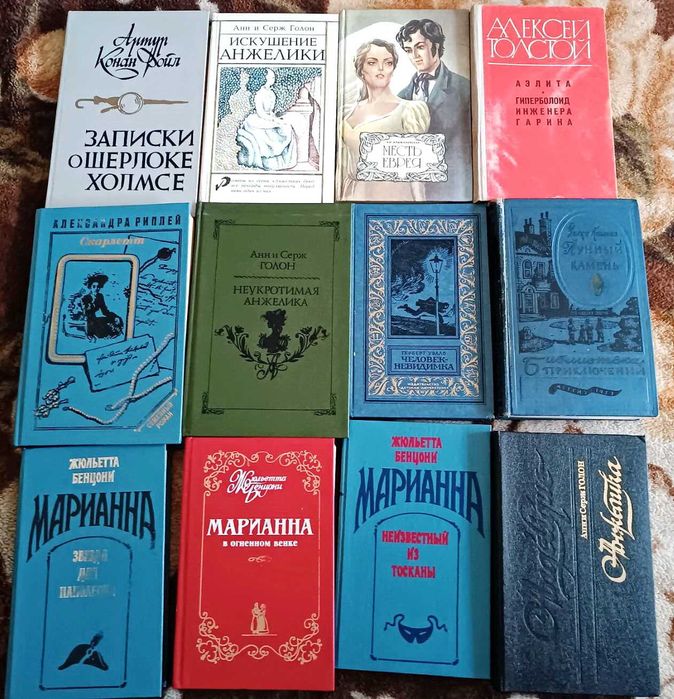 Артур
Конан Дойл
ЗАПИСКИ
О ШЕРЛОКЕ
ХОЛМСЕ
Анн и Серж Голон
ИСКУШЕНИЕ
АНЖЕЛИКИ
МЕСТЬ
ЕВРЕЯ
АЛЕКСЕЙ
ТОЛСТОЙ
АЭЛИТА
ГИПЕРБОЛОИД
ИНЖЕНЕРА
ГАРИНА
АЛЕКСАНДРА РИПЛЕЙ
Скарлетт
Анн и Серж
ГОЛОН
НЕУКРОТИМАЯ
АНЖЕЛИКА
ГЕРБЕРТ УЭЛЛС
ЧЕЛОВЕК-
НЕВИДИМКА
ЛУННЫЙ
КАМЕНЬ
Библиотека
ПРИКЛЮЧЕНИЙ
ЖЮЛЬЕТТА
БЕНЦОНИ
МАРИАННА
ЗВЕЗДА
ДЛЯ
НАПОЛЕОНА
Жюльетта
Бенцони
МАРИАННА
в огненном венке
ЖЮЛЬЕТТА
БЕНЦОНИ
МАРИАННА
НЕИЗВЕСТНЫЙ
ИЗ
ТОСКАНЫ
Анн и Серж ГОЛОН
Анжелика